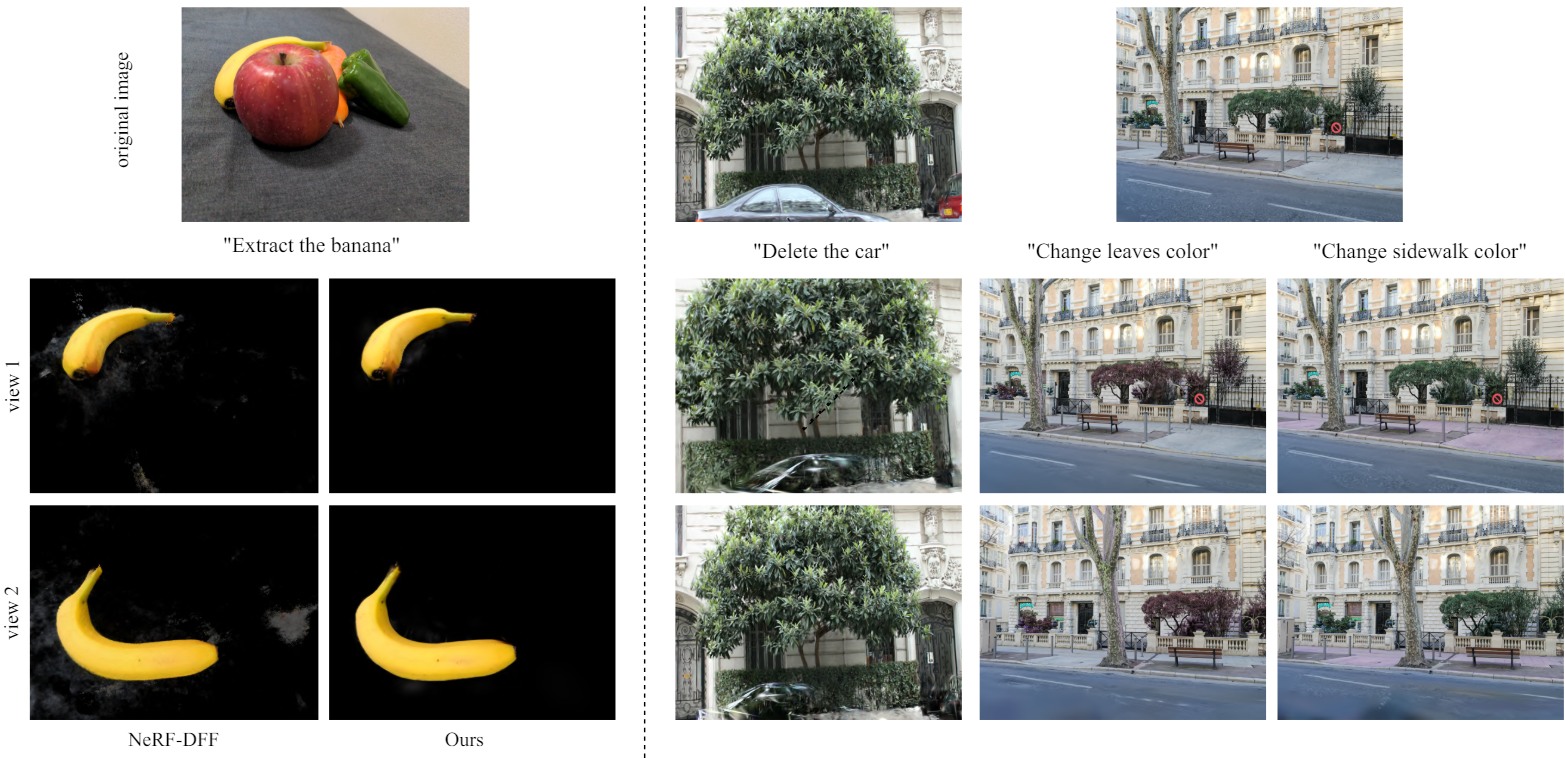 original image
"Extract the banana"
"Delete the car"
"Change leaves color"
"Change sidewalk color"
view 1
view 2
NeRF-DFF
Ours